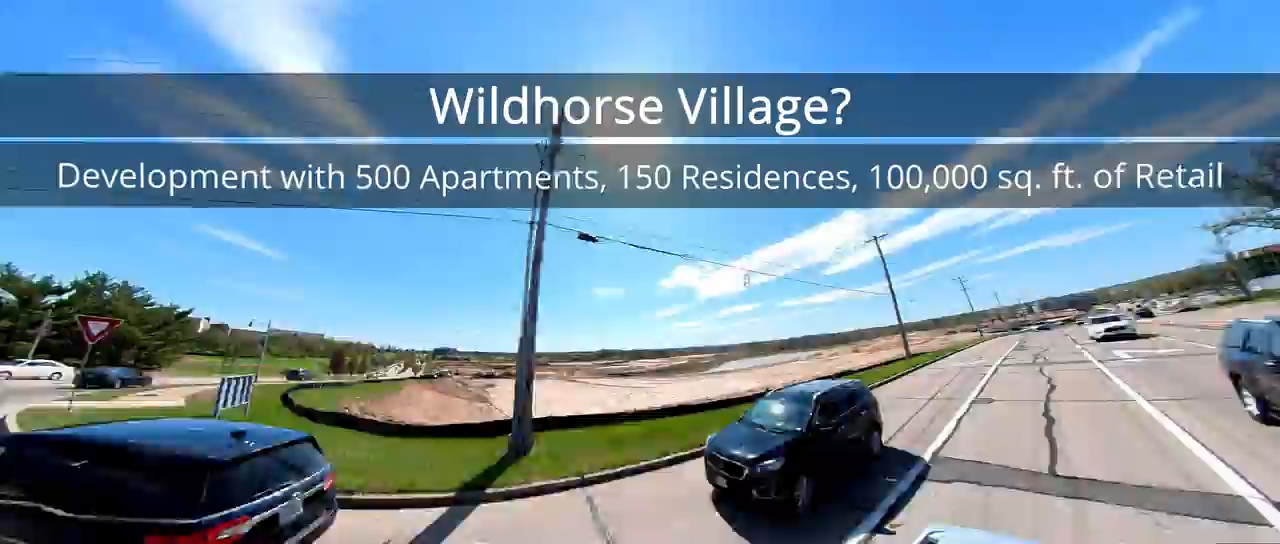 Wildhorse Village?
Development with 500 Apartments, 150 Residences, 100,000 sq. ft. of Retail